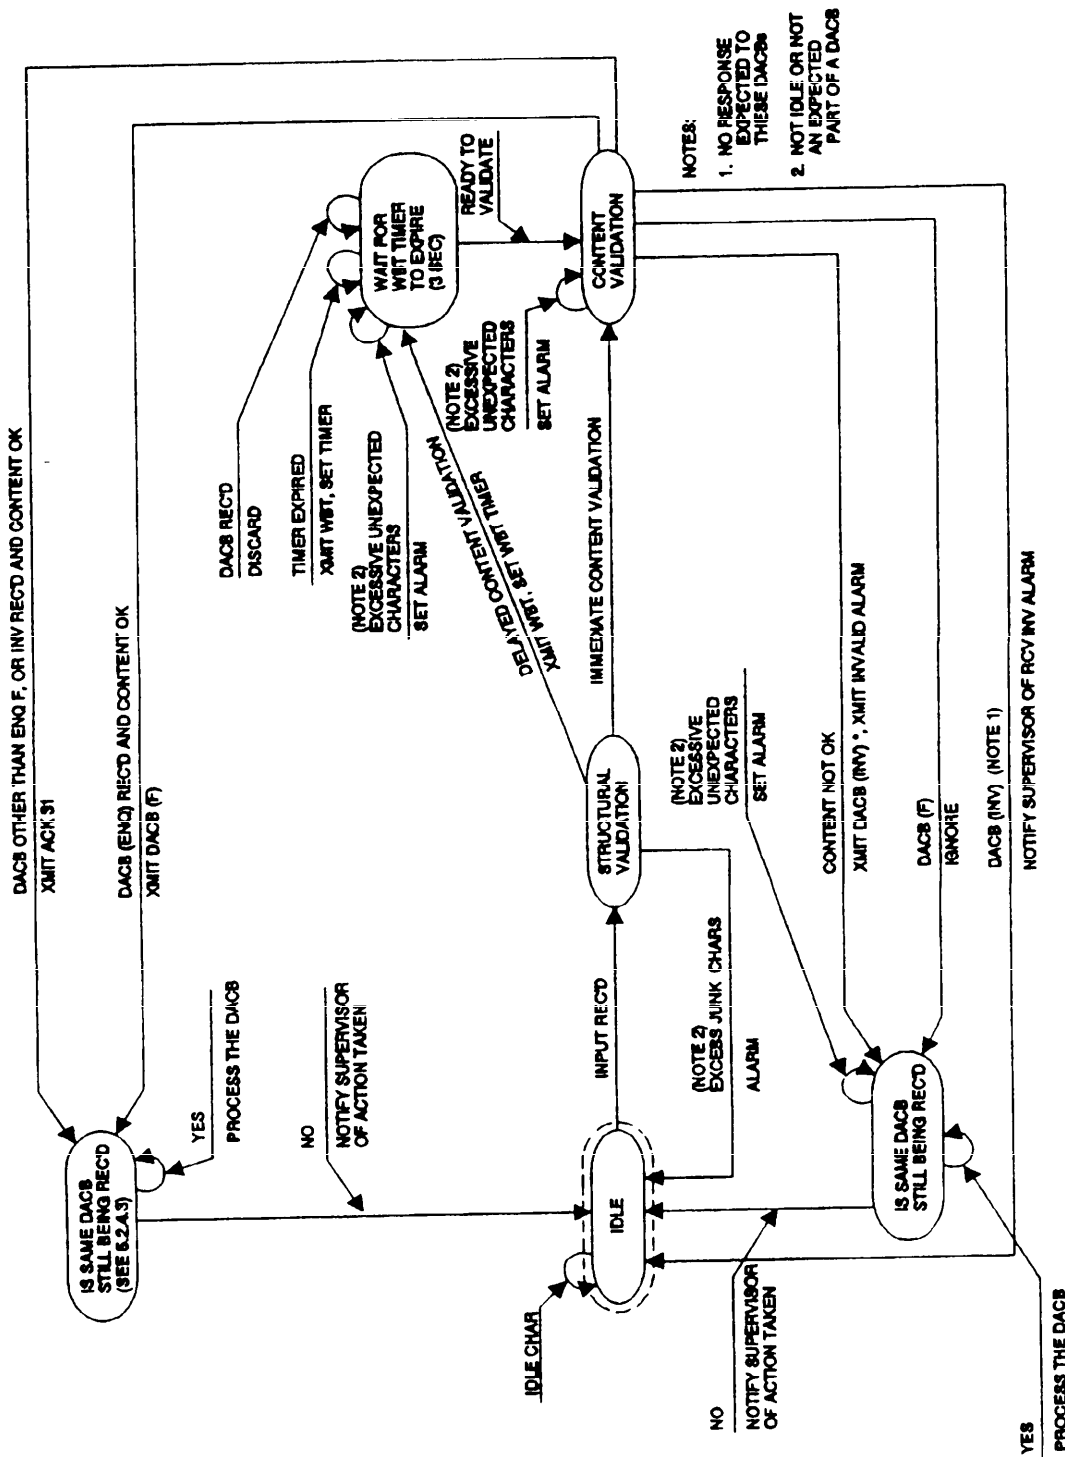 DACB OTHER THAN ENQ F, OR INV REC'D AND CONTENT OK
XMIT ACK S1
DACB (ENQ) REC'D AND CONTENT OK
XMIT DACB (F)
IS SAME DACB
STILL BEING REC'D
(SEE 5.2.4.3)
YES
PROCESS THE DACB
NO
NOTIFY SUPERVISOR
OF ACTION TAKEN
DACB REC'D
DISCARD
TIMER EXPIRED
XMIT WBT, SET TIMER
(NOTE 2)
EXCESSIVE UNEXPECTED
CHARACTERS
SET ALARM
WAIT FOR
WBT TIMER
TO EXPIRE
(3 SEC)
READY TO
VALIDATE
(NOTE 2)
EXCESSIVE
UNEXPECTED
CHARACTERS
SET ALARM
DELAYED CONTENT VALIDATION
XMIT WBT, SET WBT TIMER
IDLE CHAR
IDLE
INPUT REC'D
STRUCTURAL
VALIDATION
IMMEDIATE CONTENT VALIDATION
CONTENT
VALIDATION
(NOTE 2)
EXCESS JUNK CHARS
ALARM
(NOTE 2)
EXCESSIVE
UNEXPECTED
CHARACTERS
SET ALARM
NO
NOTIFY SUPERVISOR
OF ACTION TAKEN
CONTENT NOT OK
XMIT DACB (INV) *, XMIT INVALID ALARM
IS SAME DACB
STILL BEING REC'D
DACB (F)
IGNORE
DACB (INV) (NOTE 1)
NOTIFY SUPERVISOR OF RCV INV ALARM
YES
PROCESS THE DACB
NOTES:
1. NO RESPONSE
EXPECTED TO
THESE DACBs
2. NOT IDLE OR NOT
AN EXPECTED
PART OF A DACB